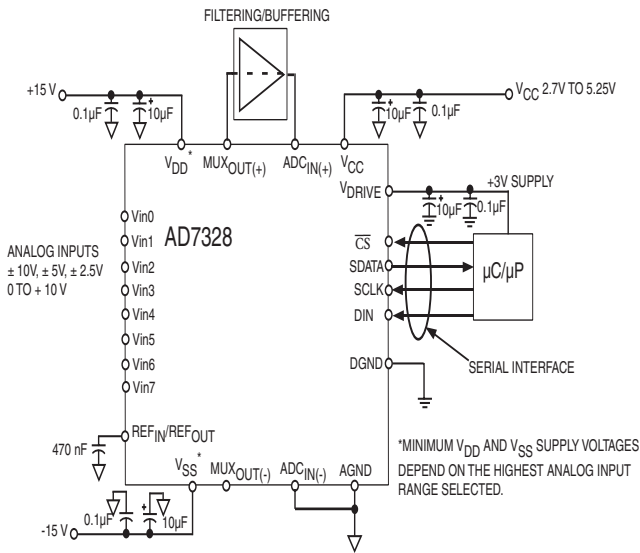 FILTERING/BUFFERING
+15 V
0.1µF
+
10µF
VCC 2.7V TO 5.25V
+
10µF
0.1µF
VDD*
MUXOUT(+)
ADCIN(+)
VCC
VDRIVE
+3V SUPPLY
+
10µF
0.1µF
AD7328
Vin0
Vin1
Vin2
Vin3
Vin4
Vin5
Vin6
Vin7
ANALOG INPUTS
± 10V, ± 5V, ± 2.5V
0 TO + 10 V
CS
SDATA
SCLK
DIN
µC/µP
DGND
SERIAL INTERFACE
REFIN/REFOUT
470 nF
VSS*
MUXOUT(-)
ADCIN(-)
AGND
*MINIMUM VDD AND VSS SUPPLY VOLTAGES
DEPEND ON THE HIGHEST ANALOG INPUT
RANGE SELECTED.
0.1µF
+
10µF
-15 V